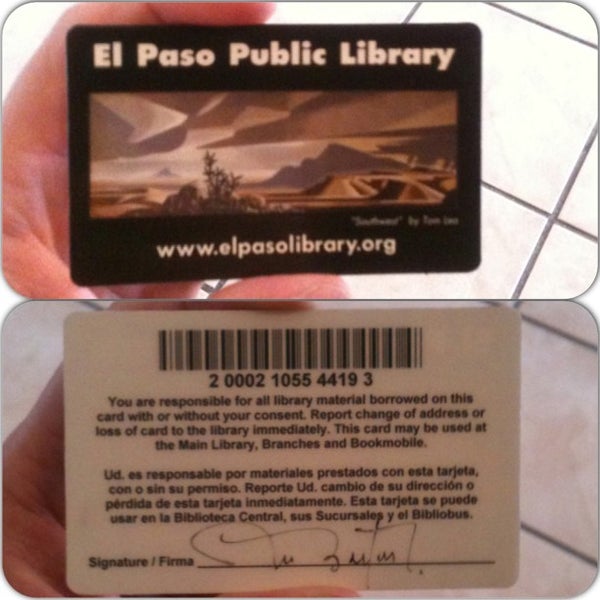 El Paso Public Library
"Southwest" by Tom Lea
www.elpasolibrary.org
2 0002 1055 4419 3
You are responsible for all library material borrowed on this
card with or without your consent. Report change of address or
loss of card to the library immediately. This card may be used at
the Main Library, Branches and Bookmobile.
Ud. es responsable por materiales prestados con esta tarjeta,
con o sin su permiso. Reporte Ud. cambio de su dirección o
pérdida de esta tarjeta inmediatamente. Esta tarjeta se puede
usar en la Biblioteca Central, sus Sucursales y el Bibliobus.
Signature / Firma